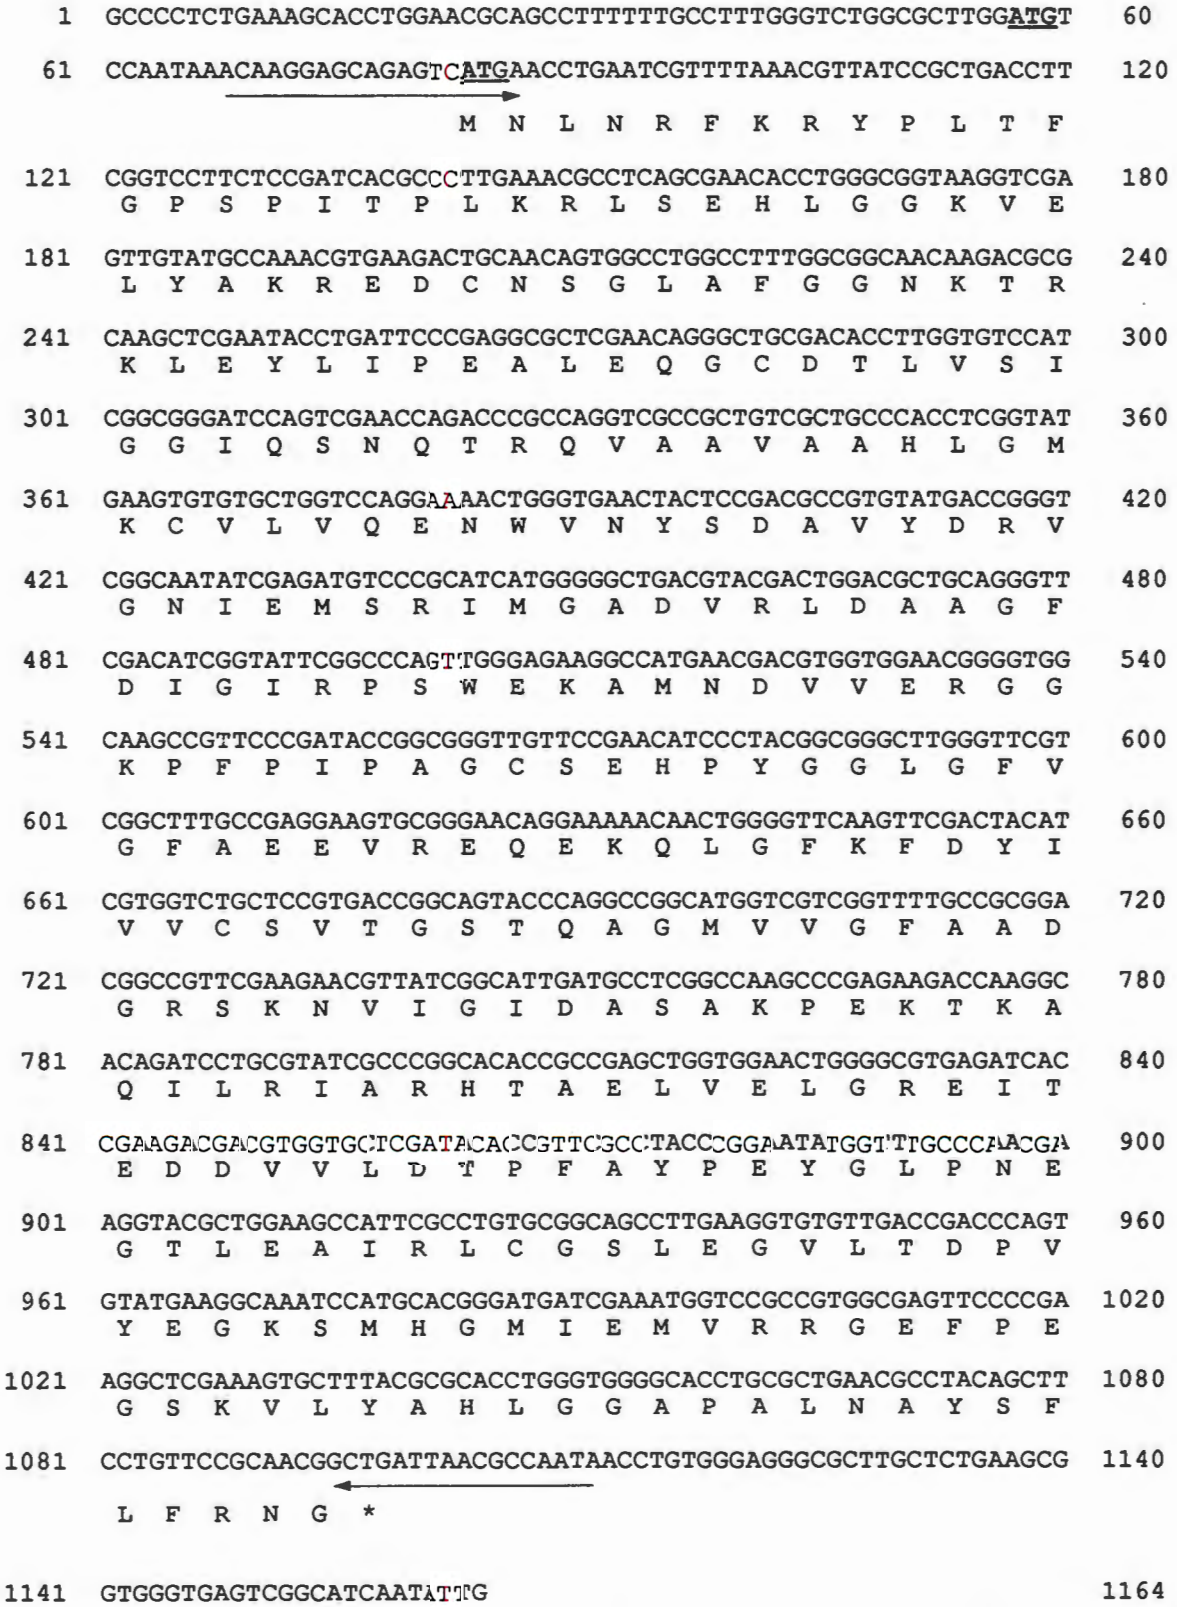 1 GCCCCTCTGAAAGCACCTGGAACGCAGCCTTTTTTGCCTTTGGGTCTGGCGCTTGGATGT 60
61 CCAATAAACAAGGAGCAGAGTCATGAACCTGAATCGTTTTAAACGTTATCCGCTGACCTT 120
M N L N R F K R Y P L T F
121 CGGTCCTTCTCCGATCACGCCCTTGAAACGCCTCAGCGAACACCTGGGCGGTAAGGTCGA 180
G P S P I T P L K R L S E H L G G K V E
181 GTTGTATGCCAAACGTGAAGACTGCAACAGTGGCCTGGCCTTTGGCGGCAACAAGACGCG 240
L Y A K R E D C N S G L A F G G N K T R
241 CAAGCTCGAATACCTGATTCCCGAGGCGCTCGAACAGGGCTGCGACACCTTGGTGTCCAT 300
K L E Y L I P E A L E Q G C D T L V S I
301 CGGCGGGATCCAGTCGAACCAGACCCGCCAGGTCGCCGCTGTCGCTGCCCACCTCGGTAT 360
G G I Q S N Q T R Q V A A V A A H L G M
361 GAAGTGTGTGCTGGTCCAGGAAAACTGGGTGAACTACTCCGACGCCGTGTATGACCGGGT 420
K C V L V Q E N W V N Y S D A V Y D R V
421 CGGCAATATCGAGATGTCCCGCATCATGGGGGCTGACGTACGACTGGACGCTGCAGGGTT 480
G N I E M S R I M G A D V R L D A A G F
481 CGACATCGGTATTCGGCCCAGTTGGGAGAAGGCCATGAACGACGTGGTGGAACGGGGTGG 540
D I G I R P S W E K A M N D V V E R G G
541 CAAGCCGTTCCCGATACCGGCGGGTTGTTCCGAACATCCCTACGGCGGGCTTGGGTTCGT 600
K P F P I P A G C S E H P Y G G L G F V
601 CGGCTTTGCCGAGGAAGTGCGGGAACAGGAAAAACAACTGGGGTTCAAGTTCGACTACAT 660
G F A E E V R E Q E K Q L G F K F D Y I
661 CGTGGTCTGCTCCGTGACCGGCAGTACCCAGGCCGGCATGGTCGTCGGTTTTGCCGCGGA 720
V V C S V T G S T Q A G M V V G F A A D
721 CGGCCGTTCGAAGAACGTTATCGGCATTGATGCCTCGGCCAAGCCCGAGAAGACCAAGGC 780
G R S K N V I G I D A S A K P E K T K A
781 ACAGATCCTGCGTATCGCCCGGCACACCGCCGAGCTGGTGGAACTGGGGCGTGAGATCAC 840
Q I L R I A R H T A E L V E L G R E I T
841 CGAAGACGACGTGGTGCTCGATACACCGTTCGCCTACCCGGAATATGGTTTGCCCAACGA 900
E D D V V L D T P F A Y P E Y G L P N E
901 AGGTACGCTGGAAGCCATTCGCCTGTGCGGCAGCCTTGAAGGTGTGTTGACCGACCCAGT 960
G T L E A I R L C G S L E G V L T D P V
961 GTATGAAGGCAAATCCATGCACGGGATGATCGAAATGGTCCGCCGTGGCGAGTTCCCCGA 1020
Y E G K S M H G M I E M V R R G E F P E
1021 AGGCTCGAAAGTGCTTTACGCGCACCTGGGTGGGGCACCTGCGCTGAACGCCTACAGCTT 1080
G S K V L Y A H L G G A P A L N A Y S F
1081 CCTGTTCCGCAACGGCTGATTAACGCCAATAACCTGTGGGAGGGCGCTTGCTCTGAAGCG 1140
L F R N G *
1141 GTGGGTGAGTCGGCATCAATATTG 1164